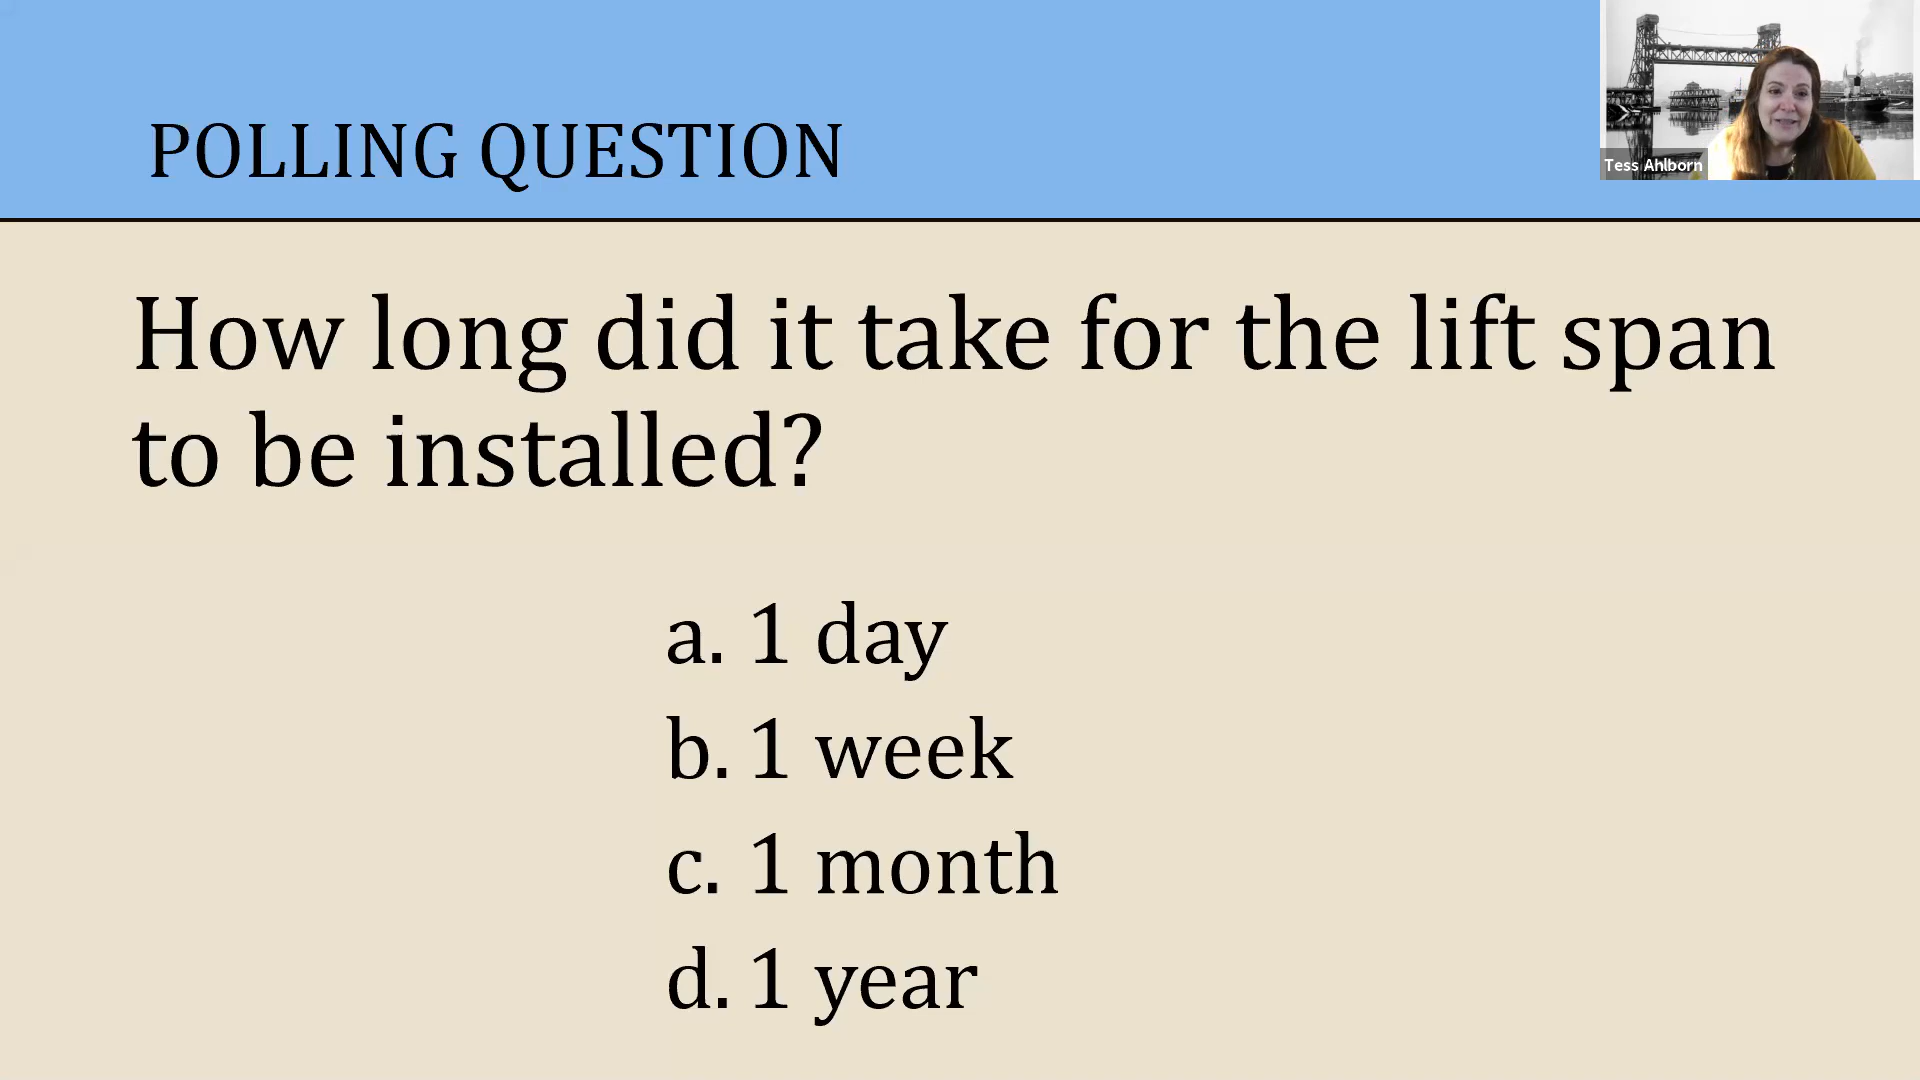 POLLING QUESTION
Tess Ahlborn
How long did it take for the lift span
to be installed?
a. 1 day
b. 1 week
c. 1 month
d. 1 year